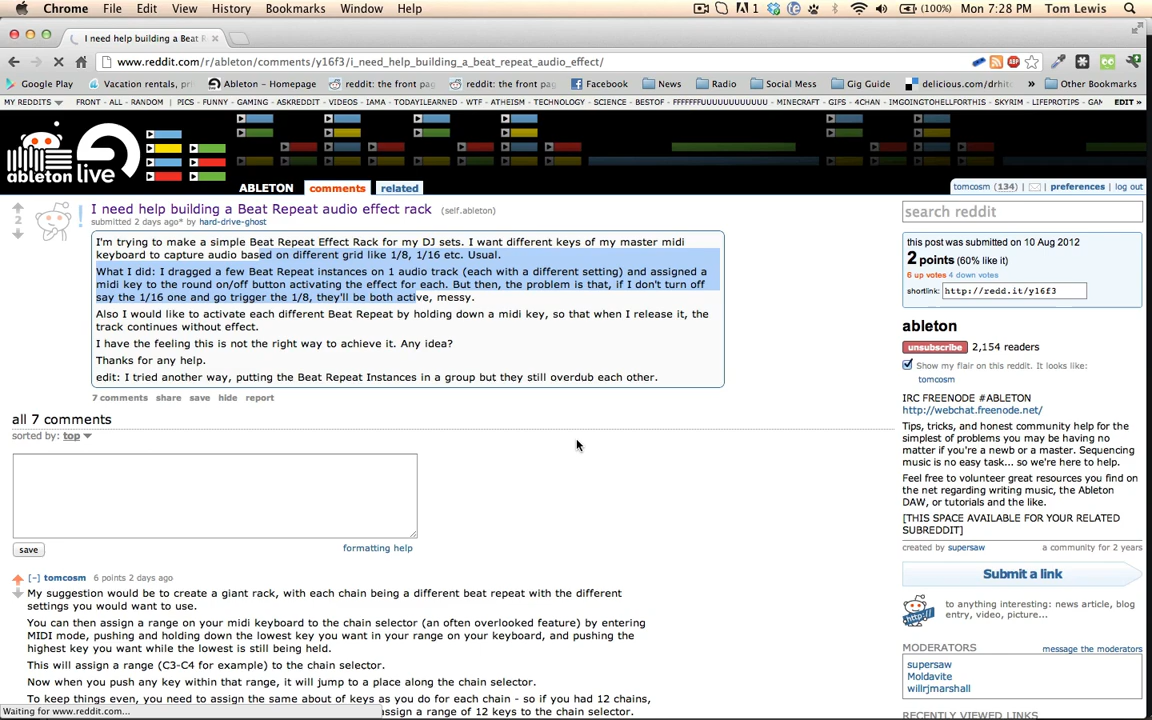 Chrome File Edit View History Bookmarks Window Help 1 (100%) Mon 7:28 PM Tom Lewis
I need help building a Beat R
www.reddit.com/r/ableton/comments/y16f3/i_need_help_building_a_beat_repeat_audio_effect/
Google Play Vacation rentals, priv Ableton - Homepage reddit: the front page reddit: the front pag Facebook News Radio Social Mess Gig Guide delicious.com/drhito » Other Bookmarks
MY REDDITS FRONT - ALL - RANDOM | PICS - FUNNY - GAMING - ASKREDDIT - VIDEOS - IAMA - TODAYILEARNED - WTF - ATHEISM - TECHNOLOGY - SCIENCE - BESTOF - FFFFFFUUUUUUUUUUUU - MINECRAFT - GIFS - 4CHAN - IMGOINGTOHELLFORTHIS - SKYRIM - LIFEPROTIPS - GAM EDIT »
ableton live
ABLETON comments related
tomcosm (134) | | preferences | log out
I need help building a Beat Repeat audio effect rack (self.ableton)
submitted 2 days ago* by hard-drive-ghost
2
I'm trying to make a simple Beat Repeat Effect Rack for my DJ sets. I want different keys of my master midi
keyboard to capture audio based on different grid like 1/8, 1/16 etc. Usual.
What i did: I dragged a few Beat Repeat instances on 1 audio track (each with a different setting) and assigned a
midi key to the round on/off button activating the effect for each. But then, the problem is that, if I don't turn off
say the 1/16 one and go trigger the 1/8, they'll be both active, messy.
Also I would like to activate each different Beat Repeat by holding down a midi key, so that when I release it, the
track continues without effect.
I have the feeling this is not the right way to achieve it. Any idea?
Thanks for any help.
edit: I tried another way, putting the Beat Repeat Instances in a group but they still overdub each other.
7 comments share save hide report
all 7 comments
sorted by: top
save
formatting help
[-] tomcosm 6 points 2 days ago
My suggestion would be to create a giant rack, with each chain being a different beat repeat with the different
settings you would want to use.
You can then assign a range on your midi keyboard to the chain selector (an often overlooked feature) by entering
MIDI mode, pushing and holding down the lowest key you want in your range on your keyboard, and pushing the
highest key you want while the lowest is still being held.
This will assign a range (C3-C4 for example) to the chain selector.
Now when you push any key within that range, it will jump to a place along the chain selector.
To keep things even, you need to assign the same about of keys as you do for each chain - so if you had 12 chains,
assign a range of 12 keys to the chain selector.
Waiting for www.reddit.com...
search reddit
this post was submitted on 10 Aug 2012
2 points (60% like it)
6 up votes 4 down votes
shortlink: http://redd.it/y16f3
ableton
unsubscribe 2,154 readers
Show my flair on this reddit. It looks like:
tomcosm
IRC FREENODE #ABLETON
http://webchat.freenode.net/
Tips, tricks, and honest community help for the
simplest of problems you may be having no
matter if you're a newb or a master. Sequencing
music is no easy task... so we're here to help.
Feel free to volunteer great resources you find on
the net regarding writing music, the Ableton
DAW, or tutorials and the like.
[THIS SPACE AVAILABLE FOR YOUR RELATED
SUBREDDIT]
created by supersaw a community for 2 years
Submit a link
to anything interesting: news article, blog
entry, video, picture...
MODERATORS message the moderators
supersaw
Moldavite
willrjmarshall
RECENTLY VIEWED LINKS